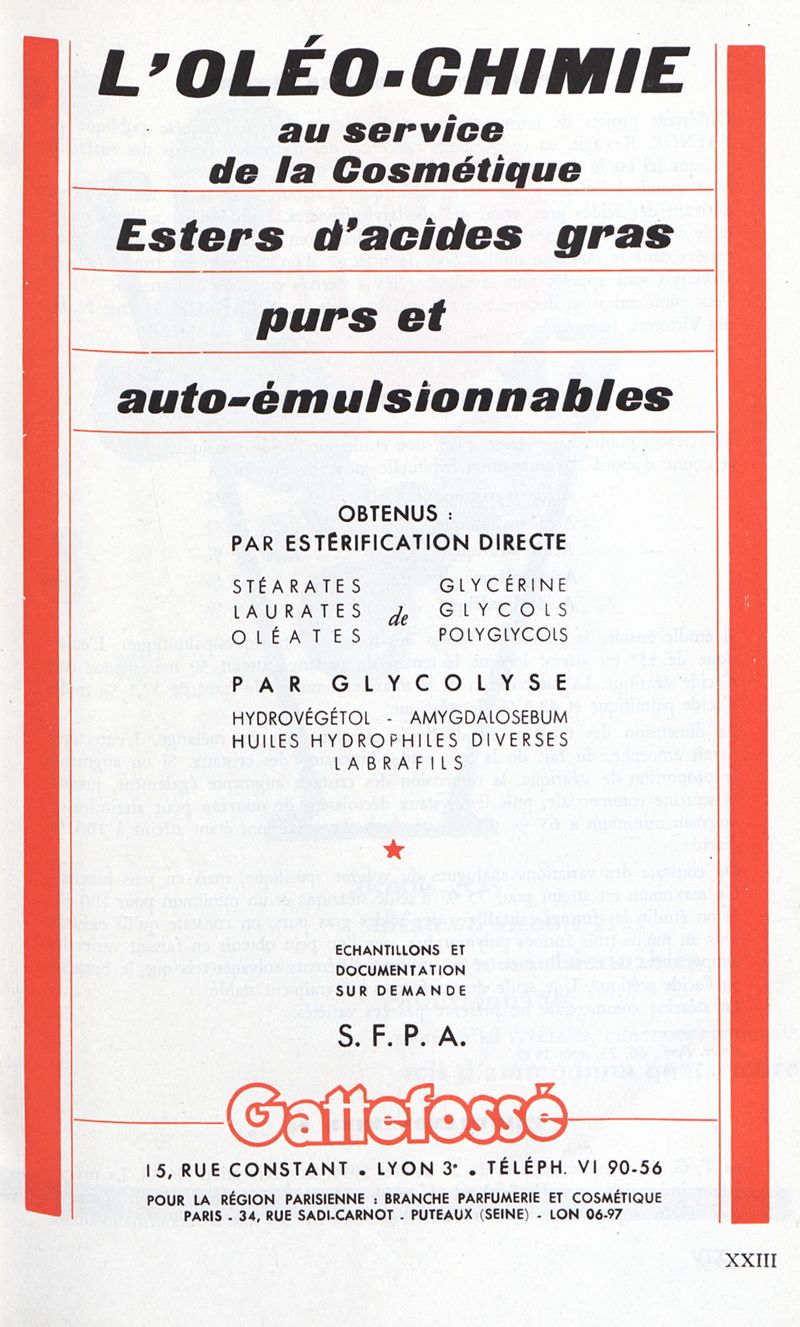 L'OLÉO-CHIMIE
au service
de la Cosmétique
Esters d'acides gras
purs et
auto-émulsionnables
OBTENUS :
PAR ESTÉRIFICATION DIRECTE
STÉARATES GLYCÉRINE
LAURATES de GLYCOLS
OLÉATES POLYGLYCOLS
PAR GLYCOLYSE
HYDROVÉGÉTOL - AMYGDALOSEBUM
HUILES HYDROPHILES DIVERSES
LABRAFILS
ÉCHANTILLONS ET
DOCUMENTATION
SUR DEMANDE
S. F. P. A.
Gattefossé
15, RUE CONSTANT • LYON 3e • TÉLÉPH. VI 90-56
POUR LA RÉGION PARISIENNE : BRANCHE PARFUMERIE ET COSMÉTIQUE
PARIS - 34, RUE SADI-CARNOT - PUTEAUX (SEINE) - LON 06-97
XXIII